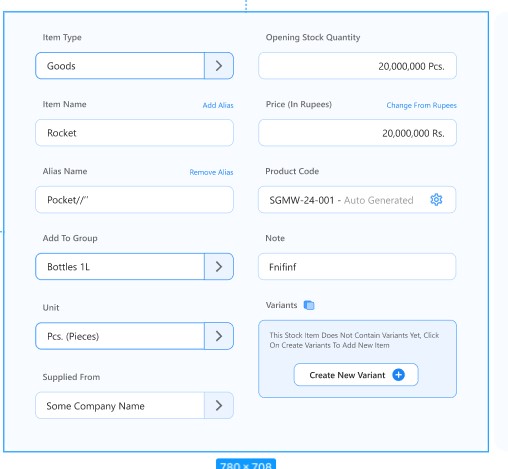 Item Type
Goods
Item Name
Add Alias
Rocket
Alias Name
Remove Alias
Pocket//"
Add To Group
Bottles 1L
Unit
Pcs. (Pieces)
Supplied From
Some Company Name
Opening Stock Quantity
20,000,000 Pcs.
Price (In Rupees)
Change From Rupees
20,000,000 Rs.
Product Code
SGMW-24-001 - Auto Generated
Note
Fnifinf
Variants
This Stock Item Does Not Contain Variants Yet, Click
On Create Variants To Add New Item
Create New Variant
780 × 708